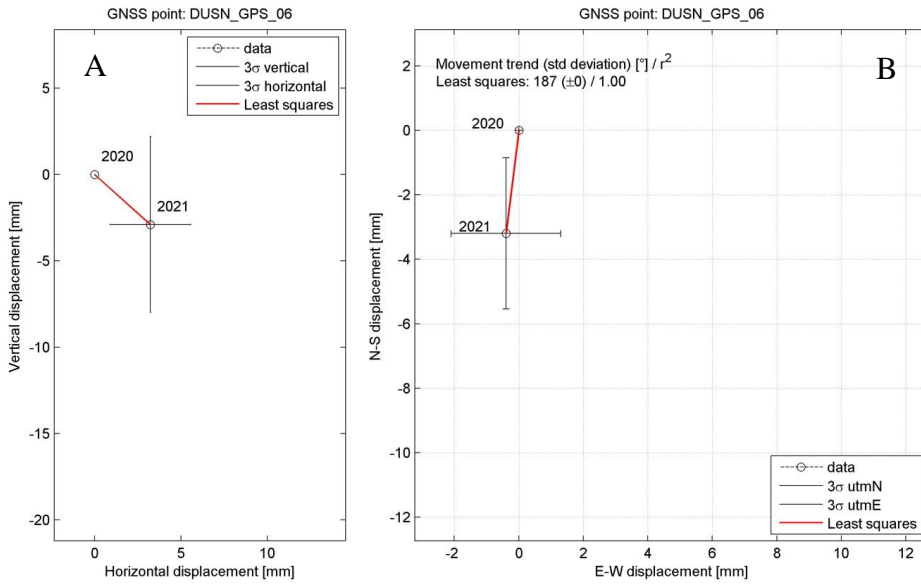 GNSS point: DUSN_GPS_06
A
data
3σ vertical
3σ horizontal
Least squares
2020
2021
5
0
-5
-10
-15
-20
Vertical displacement [mm]
0
5
10
Horizontal displacement [mm]
GNSS point: DUSN_GPS_06
Movement trend (std deviation) [°] / r²
Least squares: 187 (±0) / 1.00
B
2020
2021
2
0
-2
-4
-6
-8
-10
-12
N-S displacement [mm]
data
3σ utmN
3σ utmE
Least squares
-2
0
2
4
6
8
10
12
E-W displacement [mm]